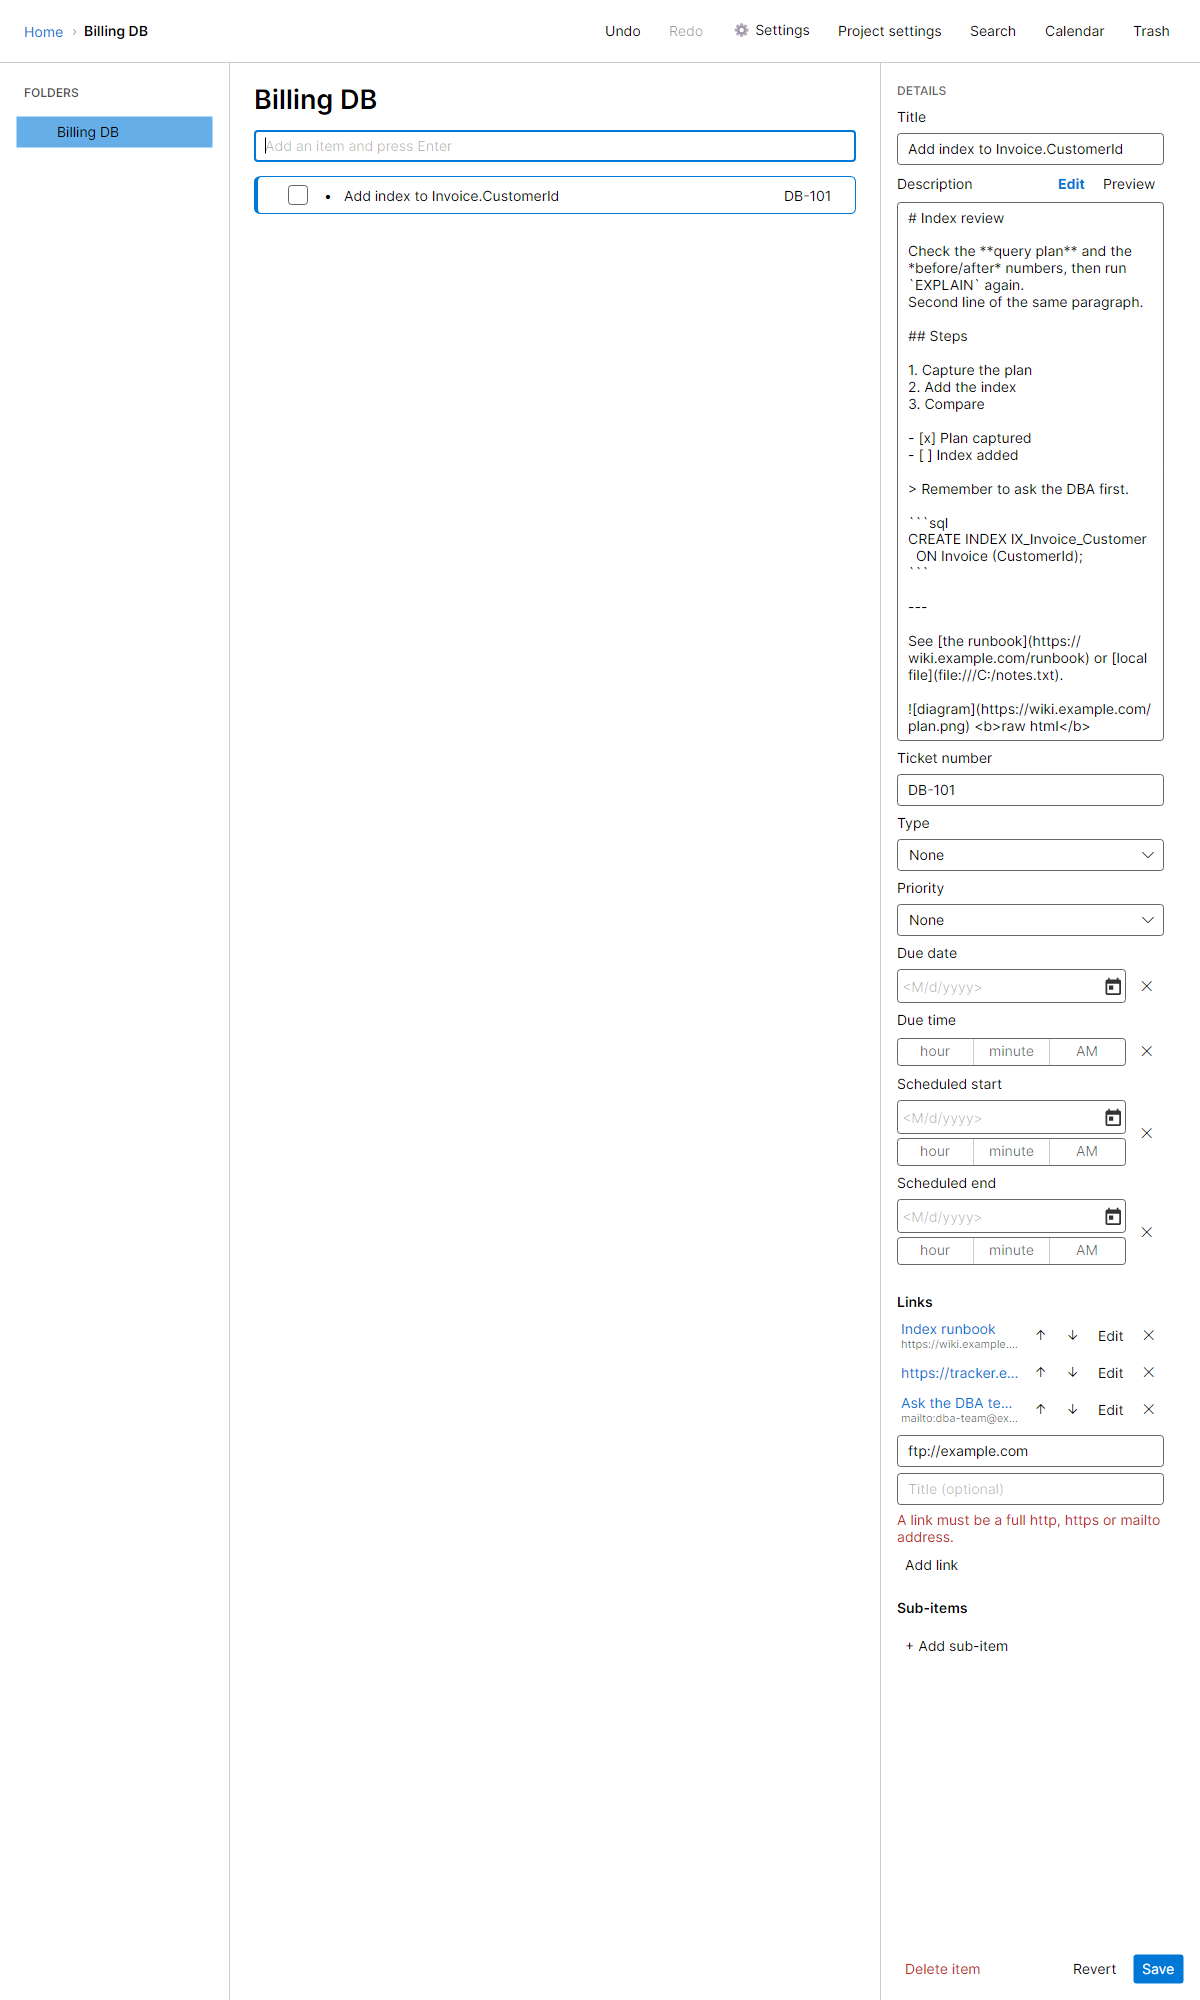 Home › Billing DB
Undo Redo Settings Project settings Search Calendar Trash
FOLDERS
Billing DB
Billing DB
Add an item and press Enter
• Add index to Invoice.CustomerId DB-101
DETAILS
Title
Add index to Invoice.CustomerId
Description Edit Preview
# Index review
Check the **query plan** and the
*before/after* numbers, then run
`EXPLAIN` again.
Second line of the same paragraph.
## Steps
1. Capture the plan
2. Add the index
3. Compare
- [x] Plan captured
- [ ] Index added
> Remember to ask the DBA first.
```sql
CREATE INDEX IX_Invoice_Customer
ON Invoice (CustomerId);
```
---
See [the runbook](https://
wiki.example.com/runbook) or [local
file](file:///C:/notes.txt).
![diagram](https://wiki.example.com/
plan.png) <b>raw html</b>
Ticket number
DB-101
Type
None
Priority
None
Due date
<M/d/yyyy>
Due time
hour minute AM
Scheduled start
<M/d/yyyy>
hour minute AM
Scheduled end
<M/d/yyyy>
hour minute AM
Links
Index runbook
https://wiki.example....
↑ ↓ Edit
https://tracker.e... ↑ ↓ Edit
Ask the DBA te...
mailto:dba-team@ex...
↑ ↓ Edit
ftp://example.com
Title (optional)
A link must be a full http, https or mailto
address.
Add link
Sub-items
+ Add sub-item
Delete item Revert Save